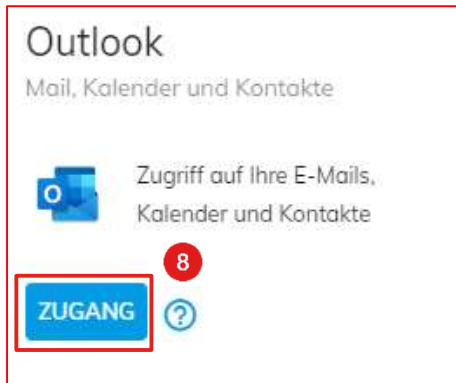 Outlook
Mail, Kalender und Kontakte
Zugriff auf Ihre E-Mails,
Kalender und Kontakte
8
ZUGANG